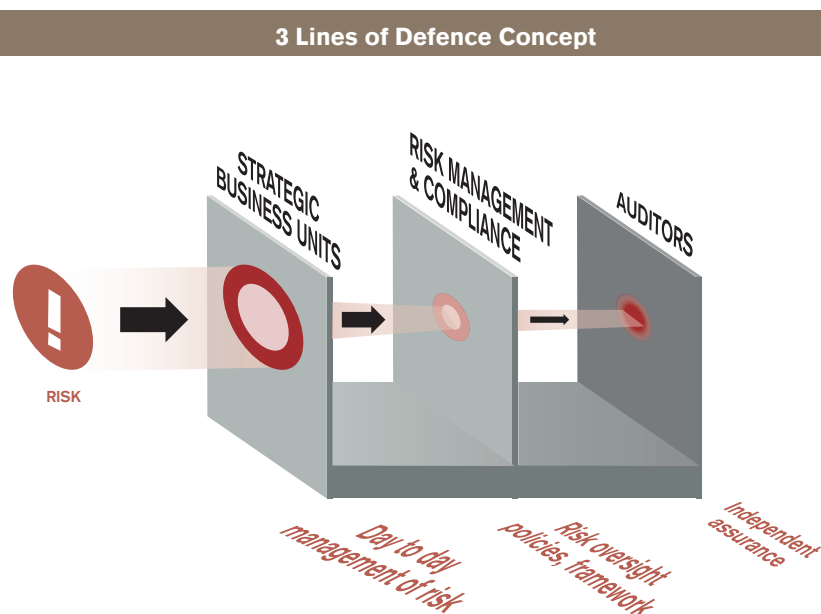 3 Lines of Defence Concept
STRATEGIC
BUSINESS UNITS
RISK MANAGEMENT
& COMPLIANCE
AUDITORS
!
RISK
Day to day
management of risk
Risk oversight
policies, framework
Independent
assurance